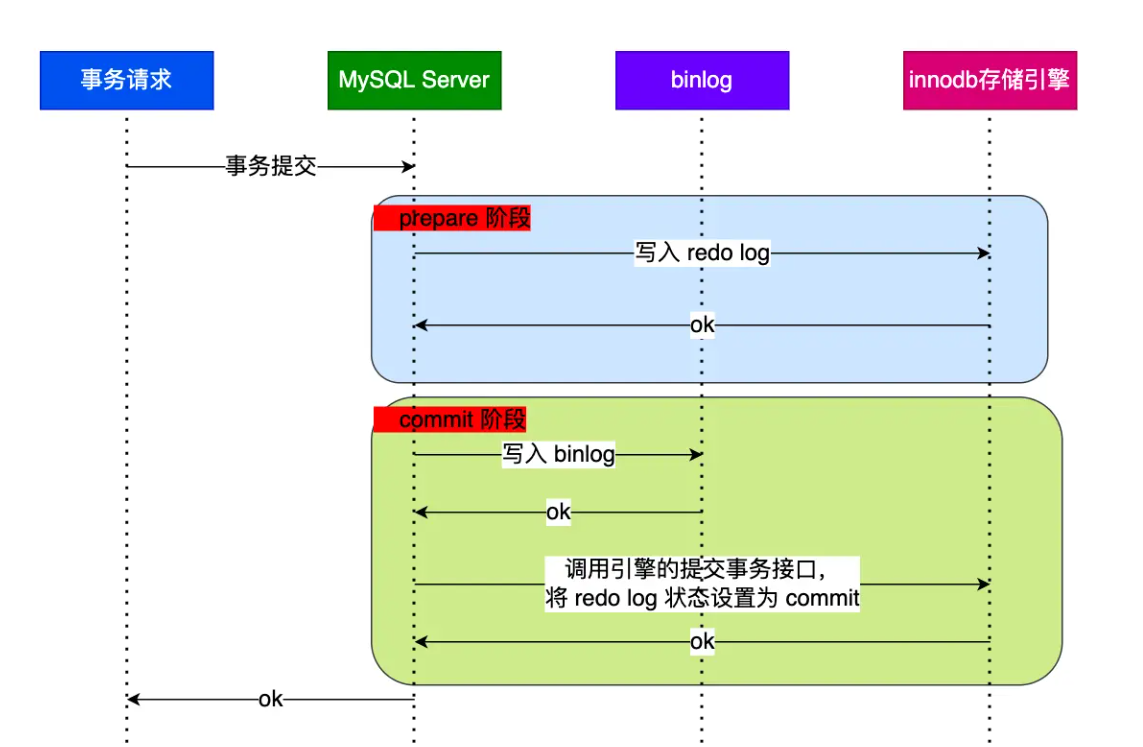 事务请求
MySQL Server
binlog
innodb存储引擎
事务提交
prepare 阶段
写入 redo log
ok
commit 阶段
写入 binlog
ok
调用引擎的提交事务接口，
将 redo log 状态设置为 commit
ok
ok